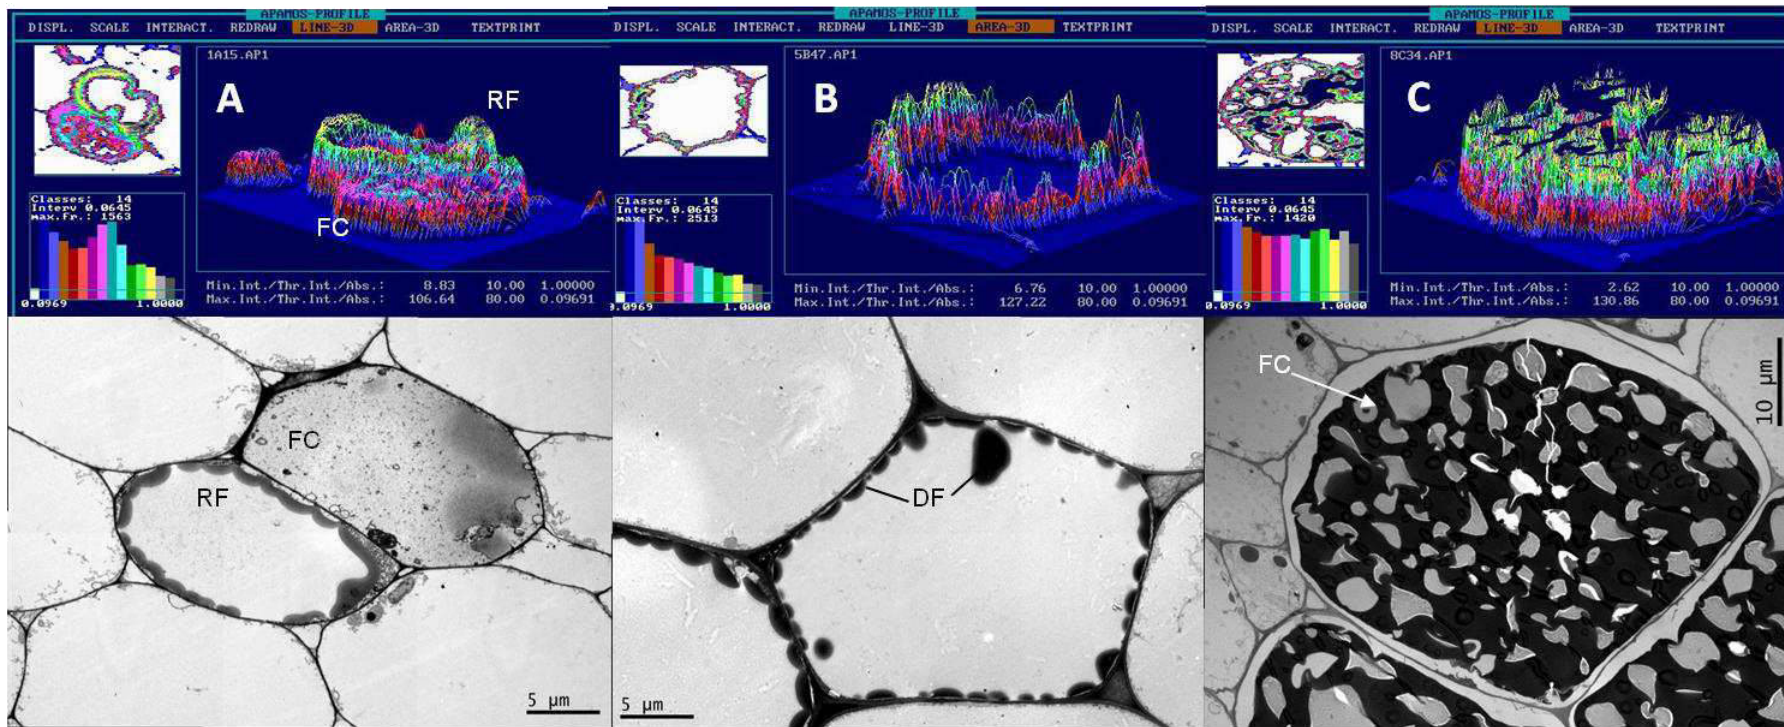 APAMOS-PROFILE
DISPL. SCALE INTERACT. REDRAW LINE-3D AREA-3D TEXTPRINT
1A15.AP1
A
RF
FC
Classes: 14
Interv 0.0645
max.Fr.: 1563
0.0969 1.0000
Min.Int./Thr.Int./Abs.: 8.83 10.00 1.00000
Max.Int./Thr.Int./Abs.: 106.64 80.00 0.09691
APAMOS-PROFILE
DISPL. SCALE INTERACT. REDRAW LINE-3D AREA-3D TEXTPRINT
5B47.AP1
B
Classes: 14
Interv 0.0645
max.Fr.: 2513
0.0969 1.0000
Min.Int./Thr.Int./Abs.: 6.76 10.00 1.00000
Max.Int./Thr.Int./Abs.: 127.22 80.00 0.09691
APAMOS-PROFILE
DISPL. SCALE INTERACT. REDRAW LINE-3D AREA-3D TEXTPRINT
8C34.AP1
C
Classes: 14
Interv 0.0645
max.Fr.: 1420
0.0969 1.0000
Min.Int./Thr.Int./Abs.: 2.62 10.00 1.00000
Max.Int./Thr.Int./Abs.: 130.86 80.00 0.09691
FC
RF
5 µm
DF
5 µm
FC
10 µm